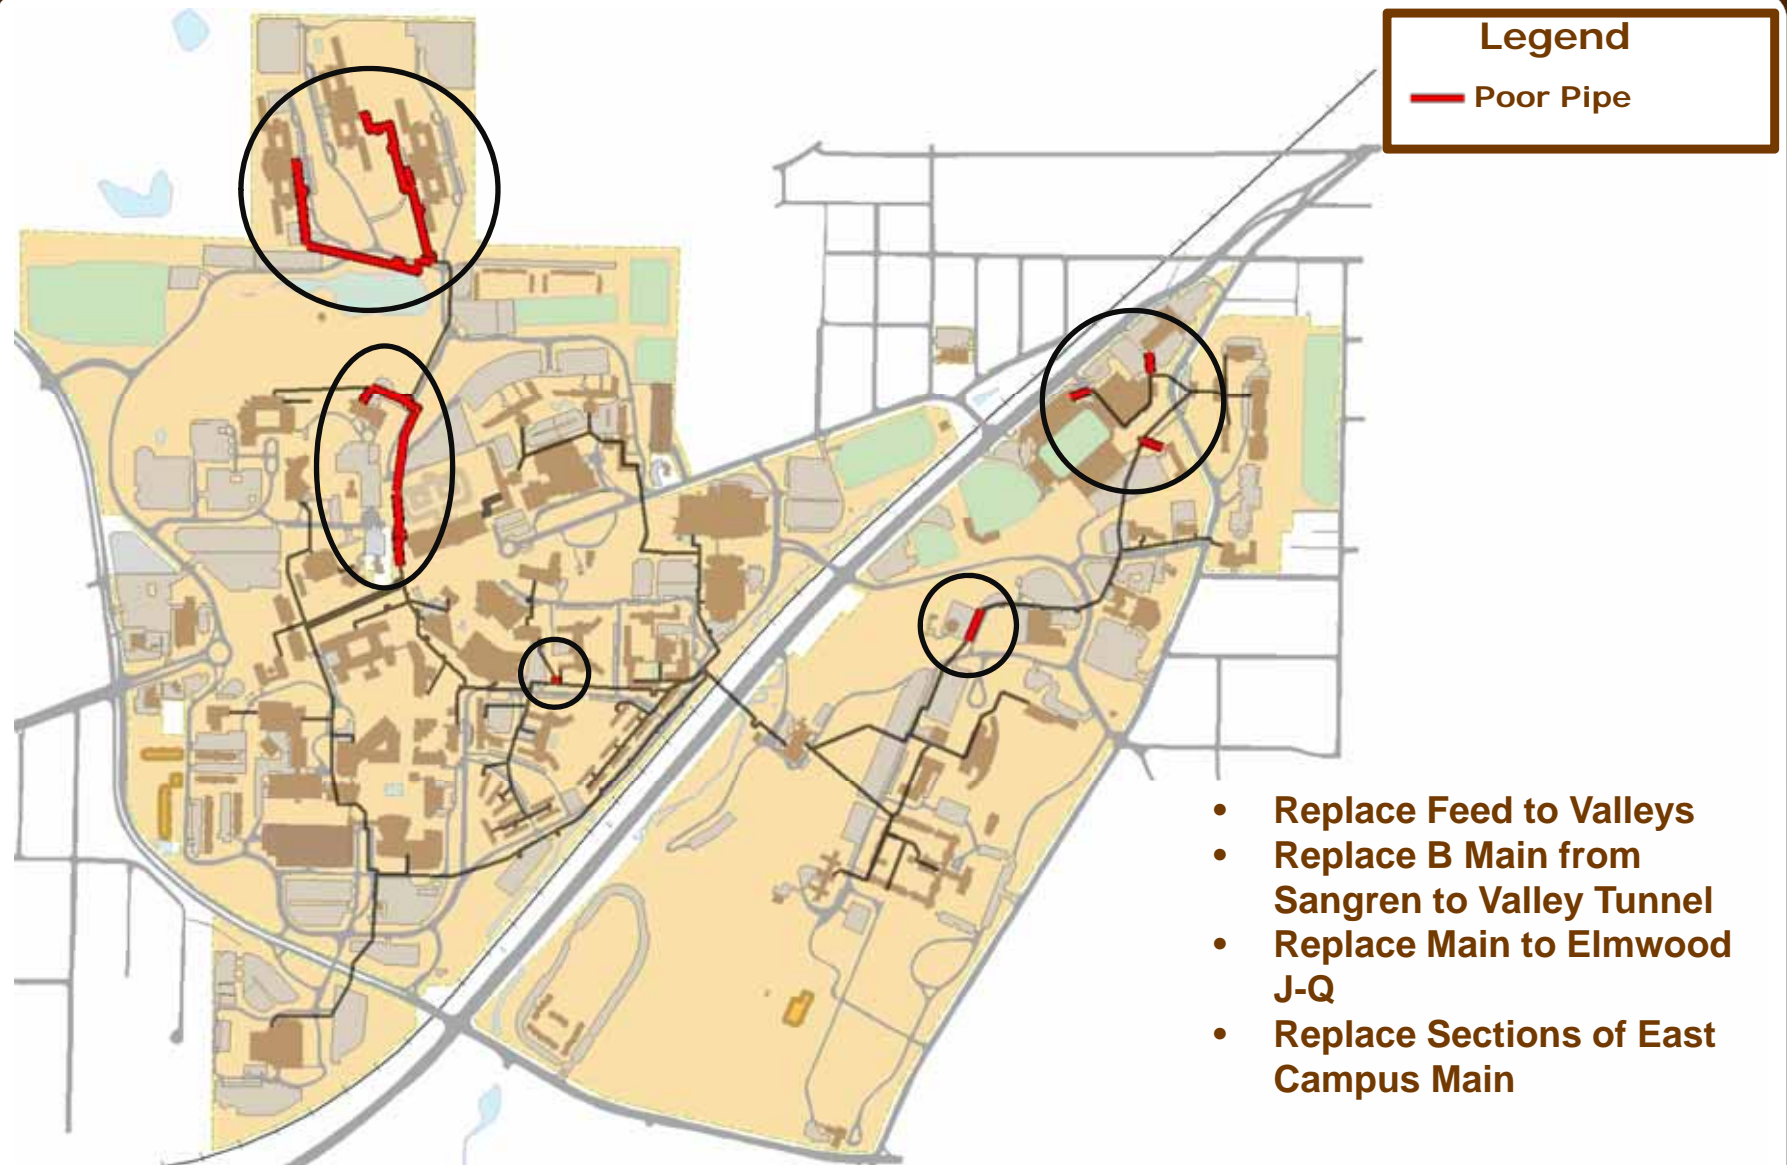 Legend
Poor Pipe
• Replace Feed to Valleys
• Replace B Main from
Sangren to Valley Tunnel
• Replace Main to Elmwood
J-Q
• Replace Sections of East
Campus Main